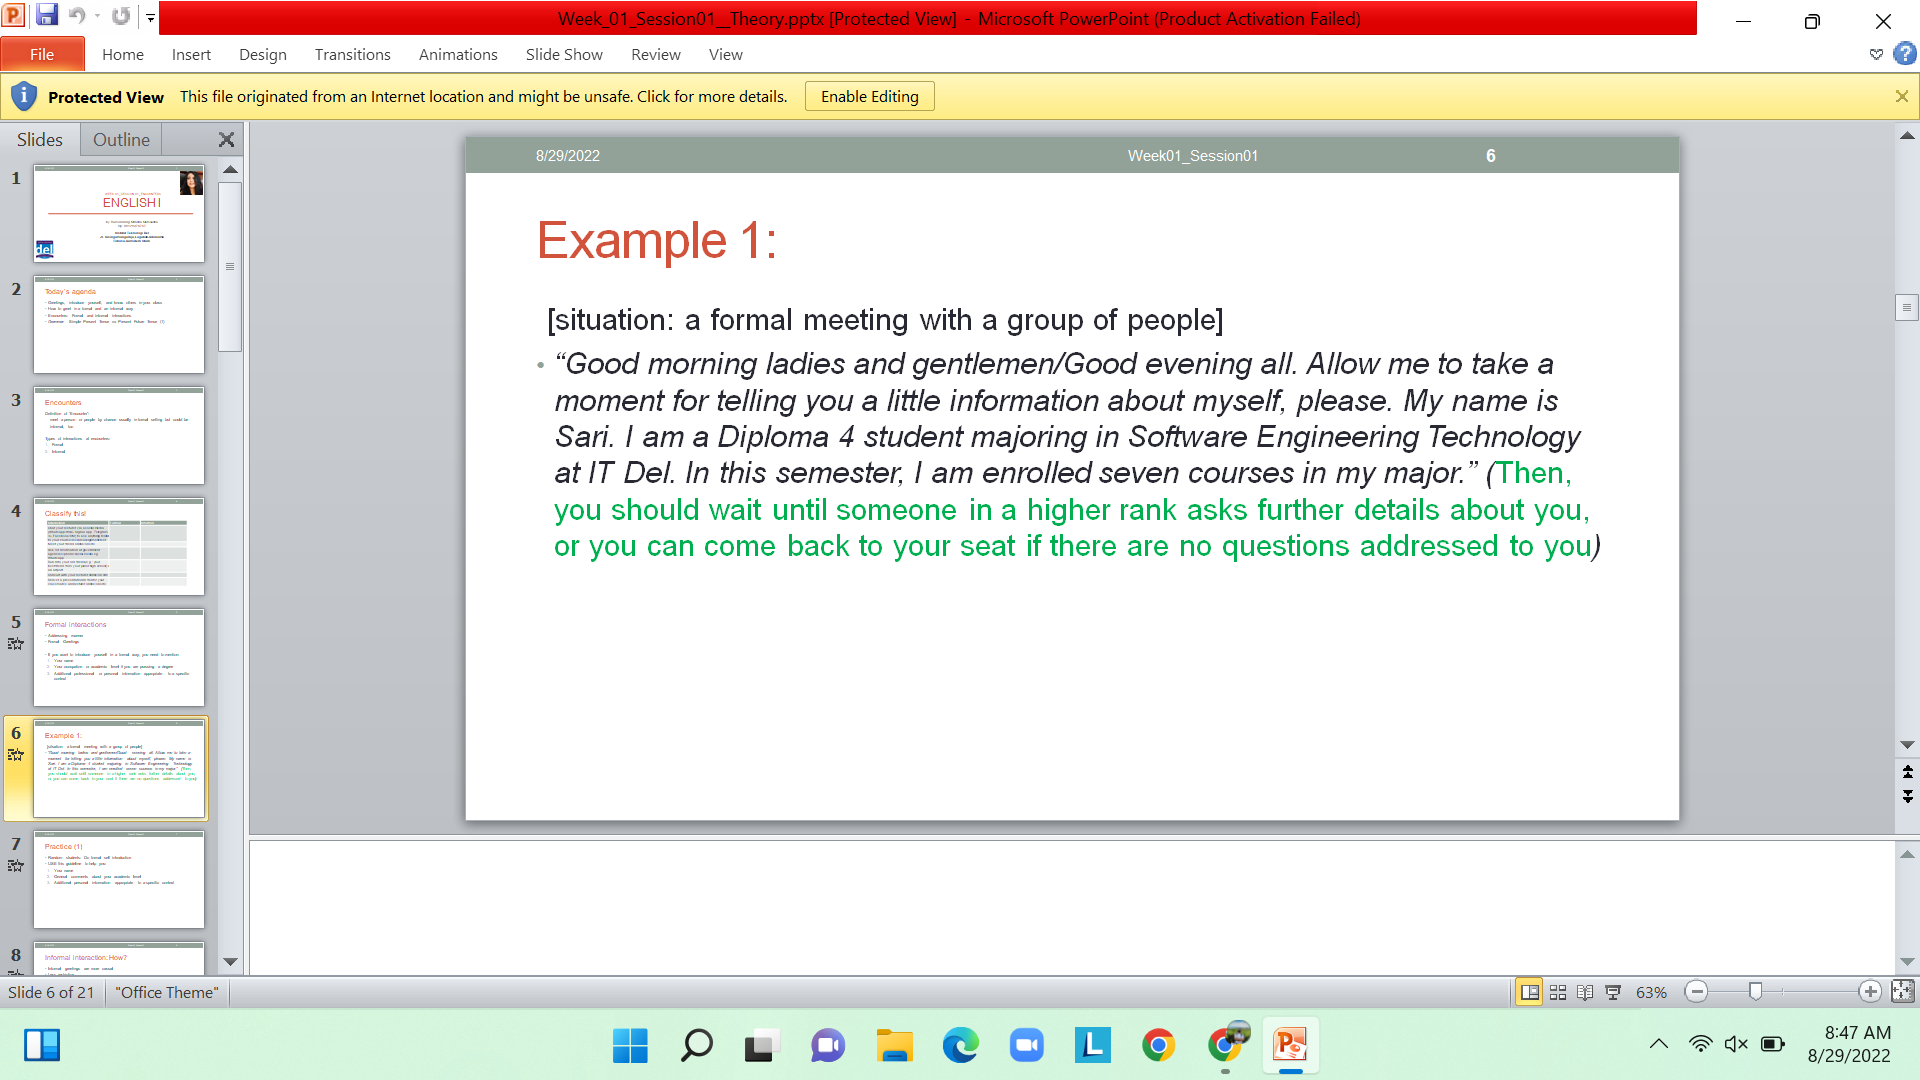 Week_01_Session01__Theory.pptx [Protected View] - Microsoft PowerPoint (Product Activation Failed)
File Home Insert Design Transitions Animations Slide Show Review View
Protected View This file originated from an Internet location and might be unsafe. Click for more details. Enable Editing
Slides Outline
1
ENGLISH I
del
2
Today's agenda
3
Encounters
4
Classify this!
5
Formal interactions
6
Example 1:
7
Practice (1)
8
Informal Interaction: How?
8/29/2022 Week01_Session01 6
Example 1:
[situation: a formal meeting with a group of people]
• “Good morning ladies and gentlemen/Good evening all. Allow me to take a
moment for telling you a little information about myself, please. My name is
Sari. I am a Diploma 4 student majoring in Software Engineering Technology
at IT Del. In this semester, I am enrolled seven courses in my major.” (Then,
you should wait until someone in a higher rank asks further details about you,
or you can come back to your seat if there are no questions addressed to you)
Slide 6 of 21 "Office Theme" 63%
8:47 AM
8/29/2022